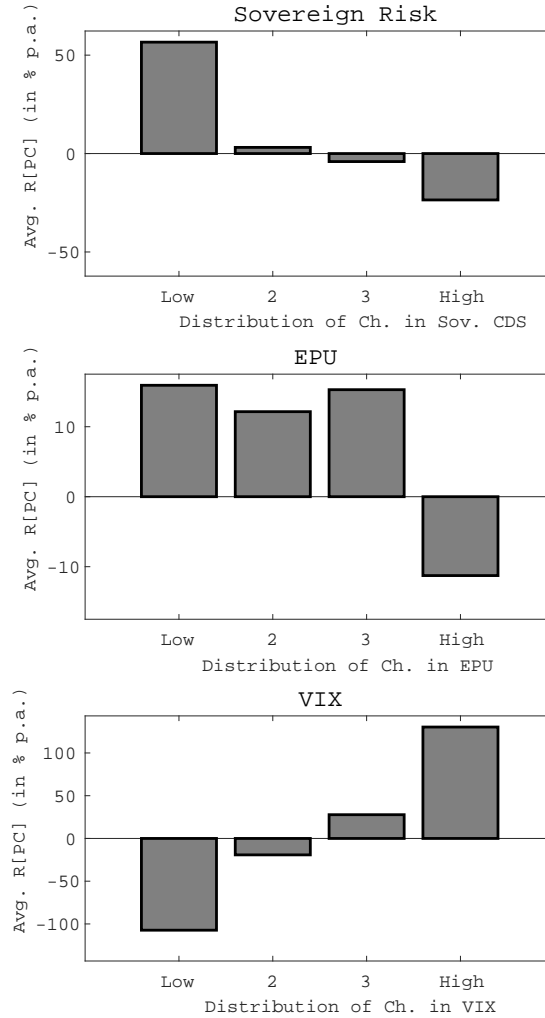 Sovereign Risk
Avg. R[PC] (in % p.a.)
50
0
-50
Low 2 3 High
Distribution of Ch. in Sov. CDS
EPU
Avg. R[PC] (in % p.a.)
10
0
-10
Low 2 3 High
Distribution of Ch. in EPU
VIX
Avg. R[PC] (in % p.a.)
100
50
0
-50
-100
Low 2 3 High
Distribution of Ch. in VIX